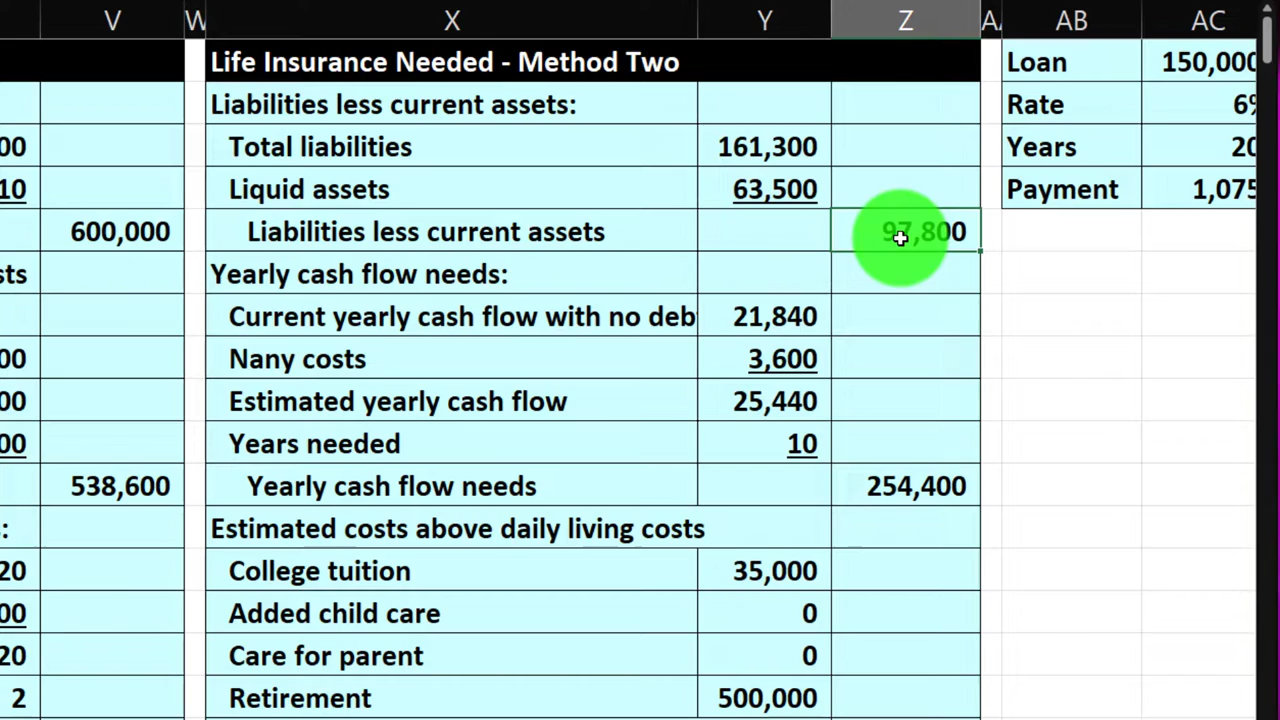 V W X Y Z AA AB AC
Life Insurance Needed - Method Two Loan 150,000
Liabilities less current assets: Rate 6%
00 Total liabilities 161,300 Years 20
10 Liquid assets 63,500 Payment 1,075
600,000 Liabilities less current assets 97,800
sts Yearly cash flow needs:
Current yearly cash flow with no deb 21,840
00 Nany costs 3,600
00 Estimated yearly cash flow 25,440
00 Years needed 10
538,600 Yearly cash flow needs 254,400
s: Estimated costs above daily living costs
20 College tuition 35,000
00 Added child care 0
20 Care for parent 0
2 Retirement 500,000